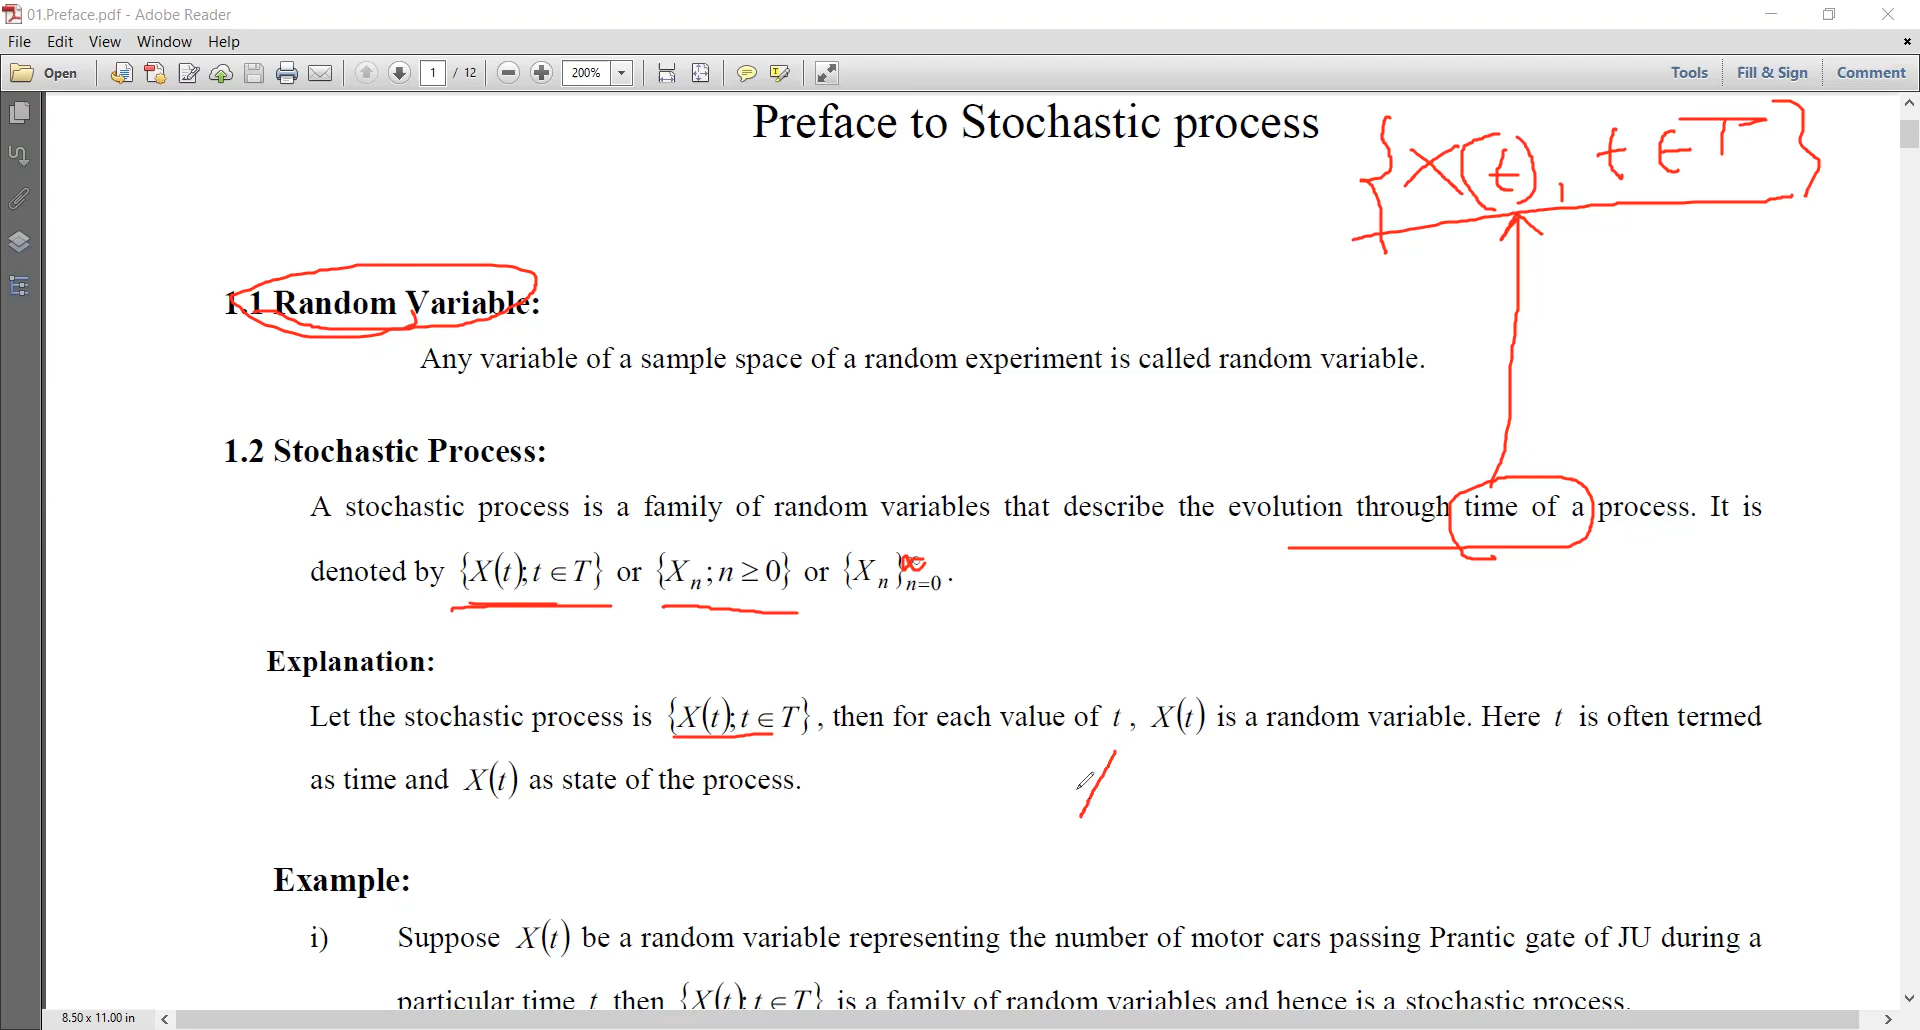 01.Preface.pdf - Adobe Reader
File Edit View Window Help
Open 1 / 12 200% Tools Fill & Sign Comment
Preface to Stochastic process
{X(t), t ∈ T}
1.1 Random Variable:
Any variable of a sample space of a random experiment is called random variable.
1.2 Stochastic Process:
A stochastic process is a family of random variables that describe the evolution through time of a process. It is
denoted by {X(t); t ∈ T} or {Xₙ; n ≥ 0} or {Xₙ}∞ₙ₌₀ .
Explanation:
Let the stochastic process is {X(t); t ∈ T} , then for each value of t , X(t) is a random variable. Here t is often termed
as time and X(t) as state of the process.
Example:
i) Suppose X(t) be a random variable representing the number of motor cars passing Prantic gate of JU during a
particular time t then {X(t); t ∈ T} is a family of random variables and hence is a stochastic process.
8.50 x 11.00 in